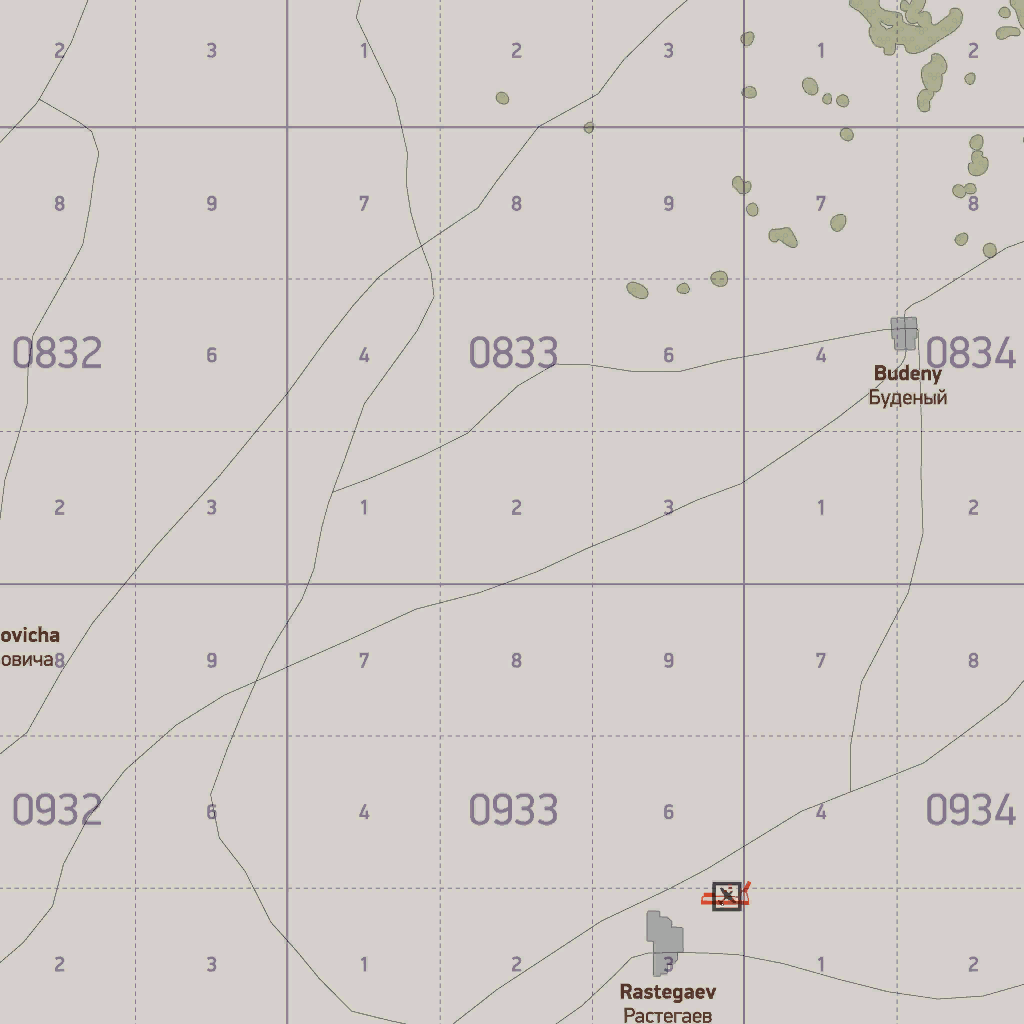 2 3 1 2 3 1 2
8 9 7 8 9 7 8
0832 6 4 0833 6 4 0834
Budeny
Буденый
2 3 1 2 3 1 2
ovicha
овича
8 9 7 8 9 7 8
0932 6 4 0933 6 4 0934
2 3 1 2 3 1 2
Rastegaev
Растегаев